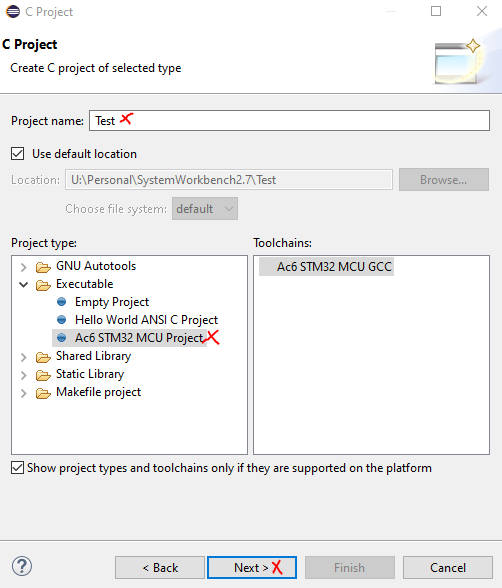 C Project
C Project
Create C project of selected type
Project name: Test
Use default location
Location: U:\Personal\SystemWorkbench2.7\Test Browse...
Choose file system: default
Project type: Toolchains:
GNU Autotools Ac6 STM32 MCU GCC
Executable
Empty Project
Hello World ANSI C Project
Ac6 STM32 MCU Project
Shared Library
Static Library
Makefile project
Show project types and toolchains only if they are supported on the platform
? < Back Next > Finish Cancel